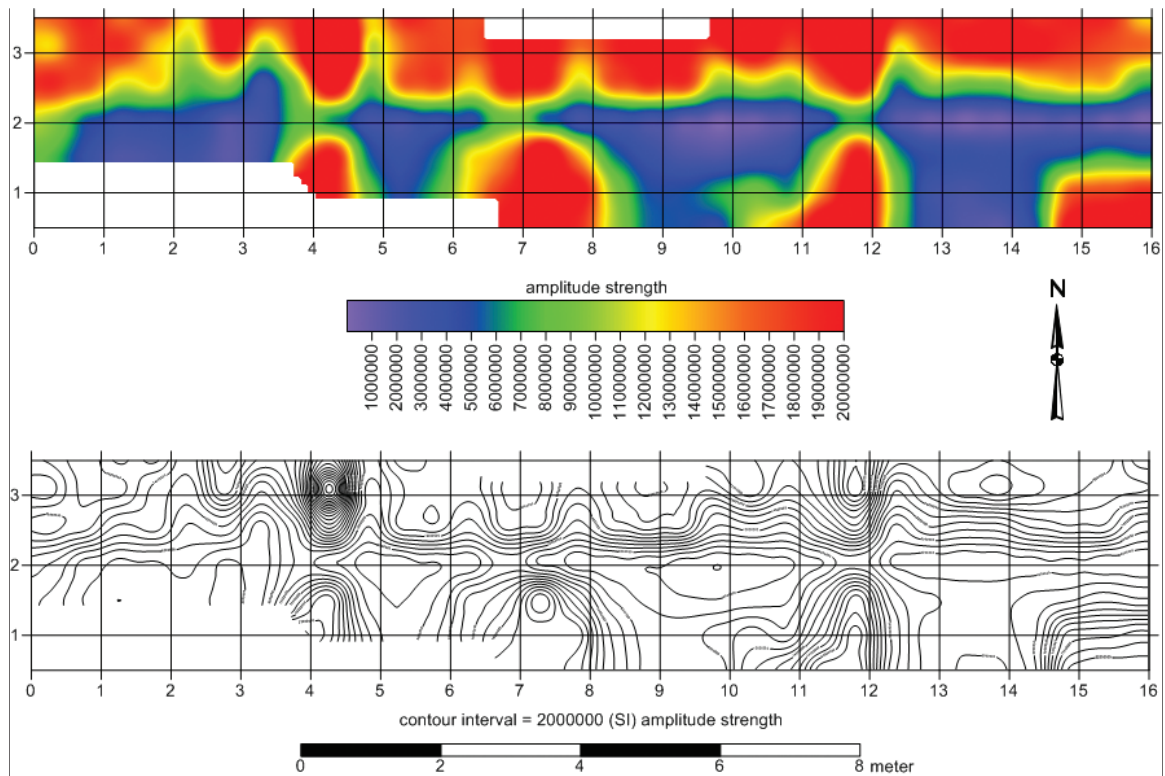 3
2
1
0 1 2 3 4 5 6 7 8 9 10 11 12 13 14 15 16
amplitude strength
N
1000000 2000000 3000000 4000000 5000000 6000000 7000000 8000000 9000000 10000000 11000000 12000000 13000000 14000000 15000000 16000000 17000000 18000000 19000000 20000000
3
2
1
0 1 2 3 4 5 6 7 8 9 10 11 12 13 14 15 16
contour interval = 2000000 (SI) amplitude strength
0 2 4 6 8 meter